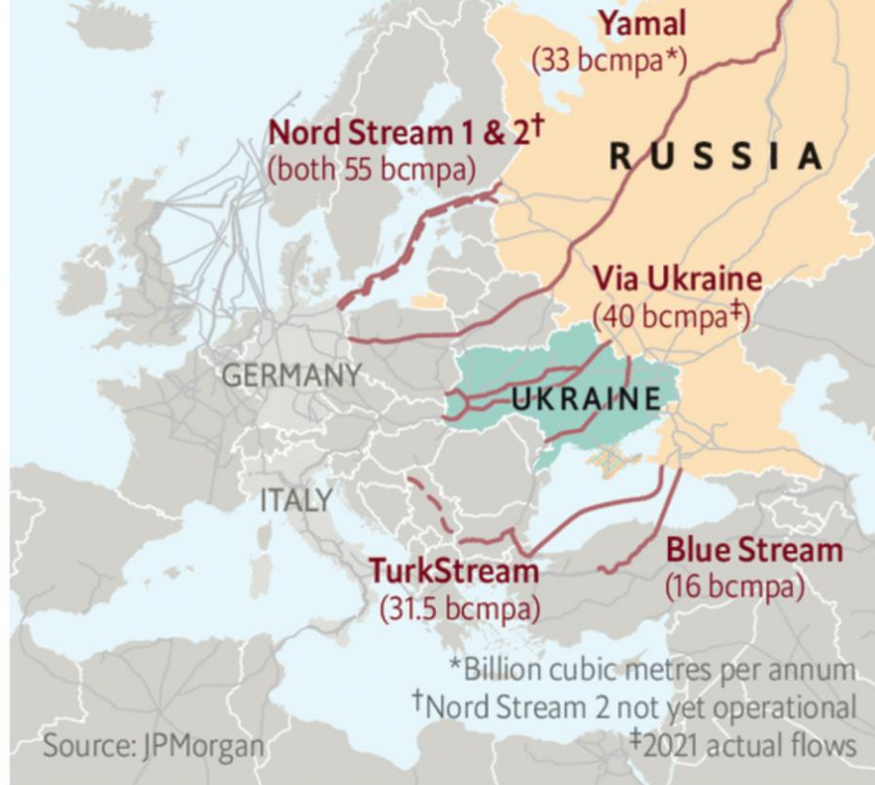 Yamal
(33 bcmpa*)
Nord Stream 1 & 2†
(both 55 bcmpa)
RUSSIA
Via Ukraine
(40 bcmpa‡)
GERMANY
UKRAINE
ITALY
TurkStream
(31.5 bcmpa)
Blue Stream
(16 bcmpa)
*Billion cubic metres per annum
†Nord Stream 2 not yet operational
Source: JPMorgan
‡2021 actual flows